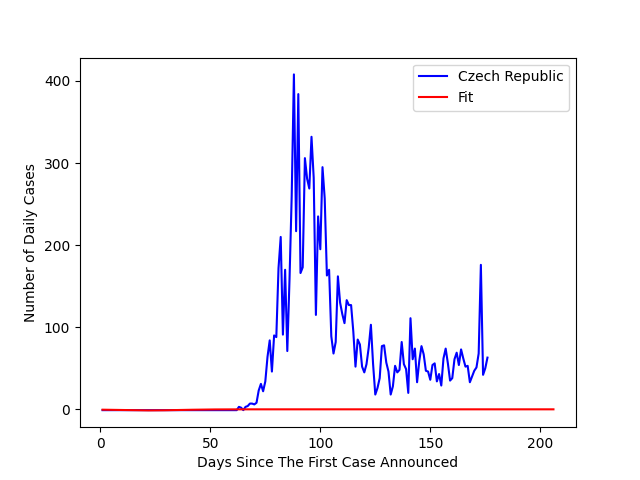 Czech Republic
Fit
400
300
200
100
0
Number of Daily Cases
0
50
100
150
200
Days Since The First Case Announced